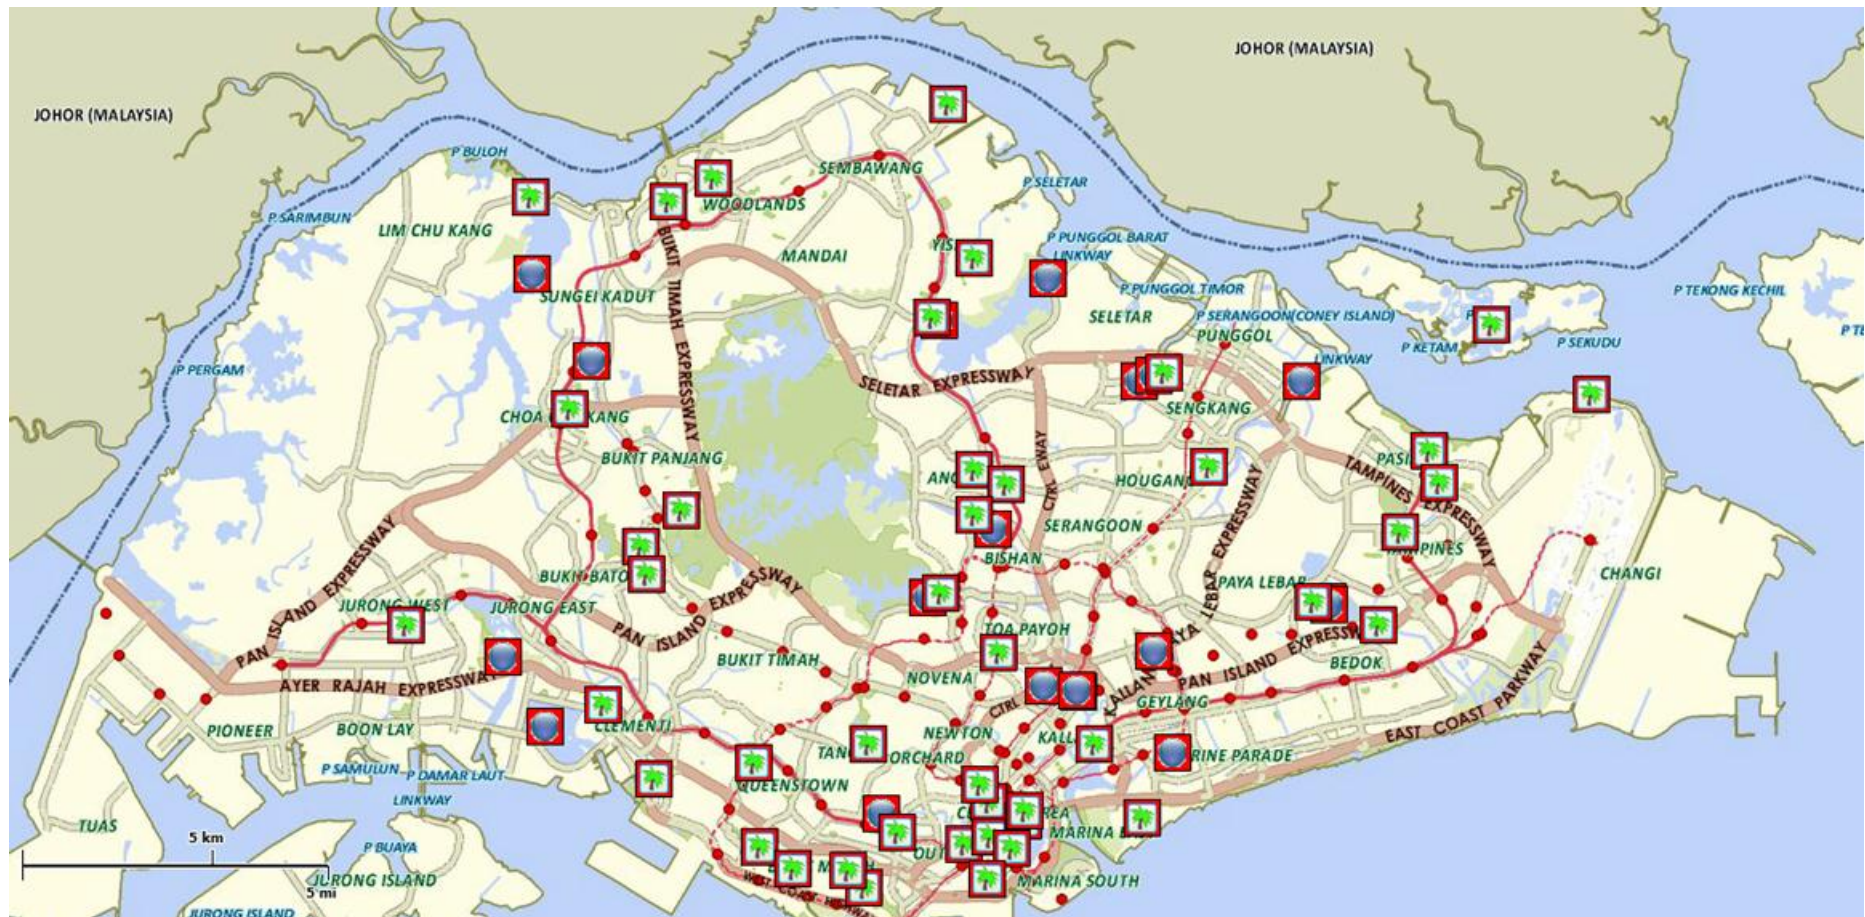 JOHOR (MALAYSIA)
JOHOR (MALAYSIA)
P BULOH
SEMBAWANG
P SELETAR
WOODLANDS
P SARIMBUN
LIM CHU KANG
P PUNGGOL BARAT
LINKWAY
MANDAI
BUKIT TIMAH EXPRESSWAY
P PUNGGOL TIMOR
P TEKONG KECHIL
SUNGEI KADUT
SELETAR
P SERANGOON(CONEY ISLAND)
PUNGGOL
P KETAM
P SEKUDU
LINKWAY
P PERGAM
SELETAR EXPRESSWAY
SENGKANG
CHOA
KANG
BUKIT PANJANG
TAMPINES EXPRESSWAY
SERANGOON
BISHAN
PAN ISLAND EXPRESSWAY
CHANGI
JURONG WEST
JURONG EAST
PAN ISLAND EXPRESSWAY
PAYA LEBAR
TOA PAYOH
BUKIT TIMAH
BEDOK
NOVENA
PAN ISLAND
AYER RAJAH EXPRESSWAY
GEYLANG
EAST COAST PARKWAY
PIONEER
BOON LAY
CLEMENTI
NEWTON
ORCHARD
P SAMULUN
P DAMAR LAUT
QUEENSTOWN
LINKWAY
TUAS
5 km
P BUAYA
JURONG ISLAND
5 mi
MARINA SOUTH
JURONG ISLAND